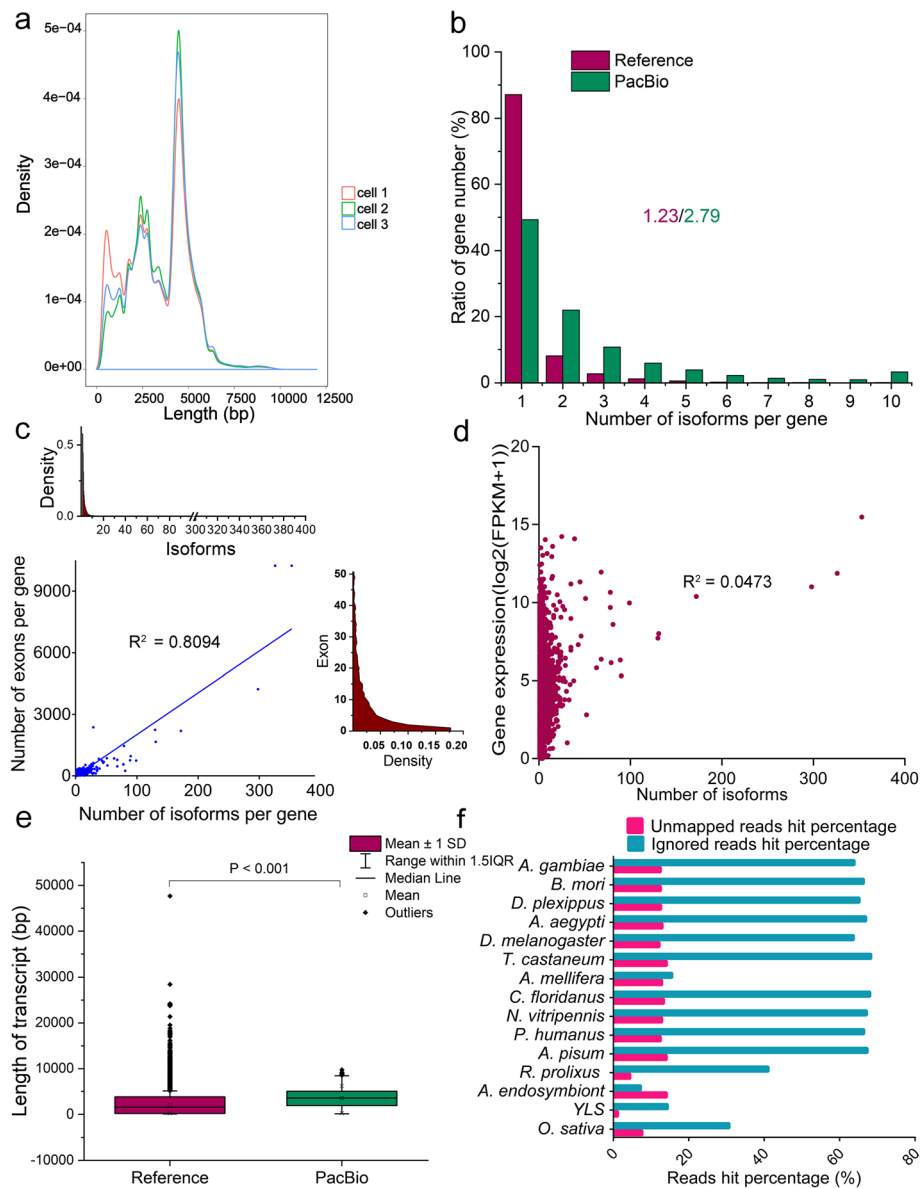 a
5e−04
4e−04
3e−04
2e−04
1e−04
0e+00
Density
0
25000
5000
7500
10000
12500
Length (bp)
cell 1
cell 2
cell 3
b
Reference
PacBio
100
80
60
40
20
0
Ratio of gene number (%)
1.23/2.79
1 2 3 4 5 6 7 8 9 10
Number of isoforms per gene
c
0.5
0.0
Density
20 40 60 80 300 320 340 360 380 400
Isoforms
9000
6000
3000
0
Number of exons per gene
R² = 0.8094
0 100 200 300 400
Number of isoforms per gene
50
40
30
20
10
0
Exon
0.05 0.10 0.15 0.20
Density
d
20
15
10
5
0
Gene expression(log2(FPKM+1))
R² = 0.0473
0 100 200 300 400
Number of isoforms
e
Mean ± 1 SD
Range within 1.5IQR
Median Line
Mean
Outliers
P < 0.001
50000
40000
30000
20000
10000
0
-10000
Length of transcript (bp)
Reference PacBio
f
Unmapped reads hit percentage
Ignored reads hit percentage
A. gambiae
B. mori
D. plexippus
A. aegypti
D. melanogaster
T. castaneum
A. mellifera
C. floridanus
N. vitripennis
P. humanus
A. pisum
R. prolixus
A. endosymbiont
YLS
O. sativa
0 20 40 60 80
Reads hit percentage (%)